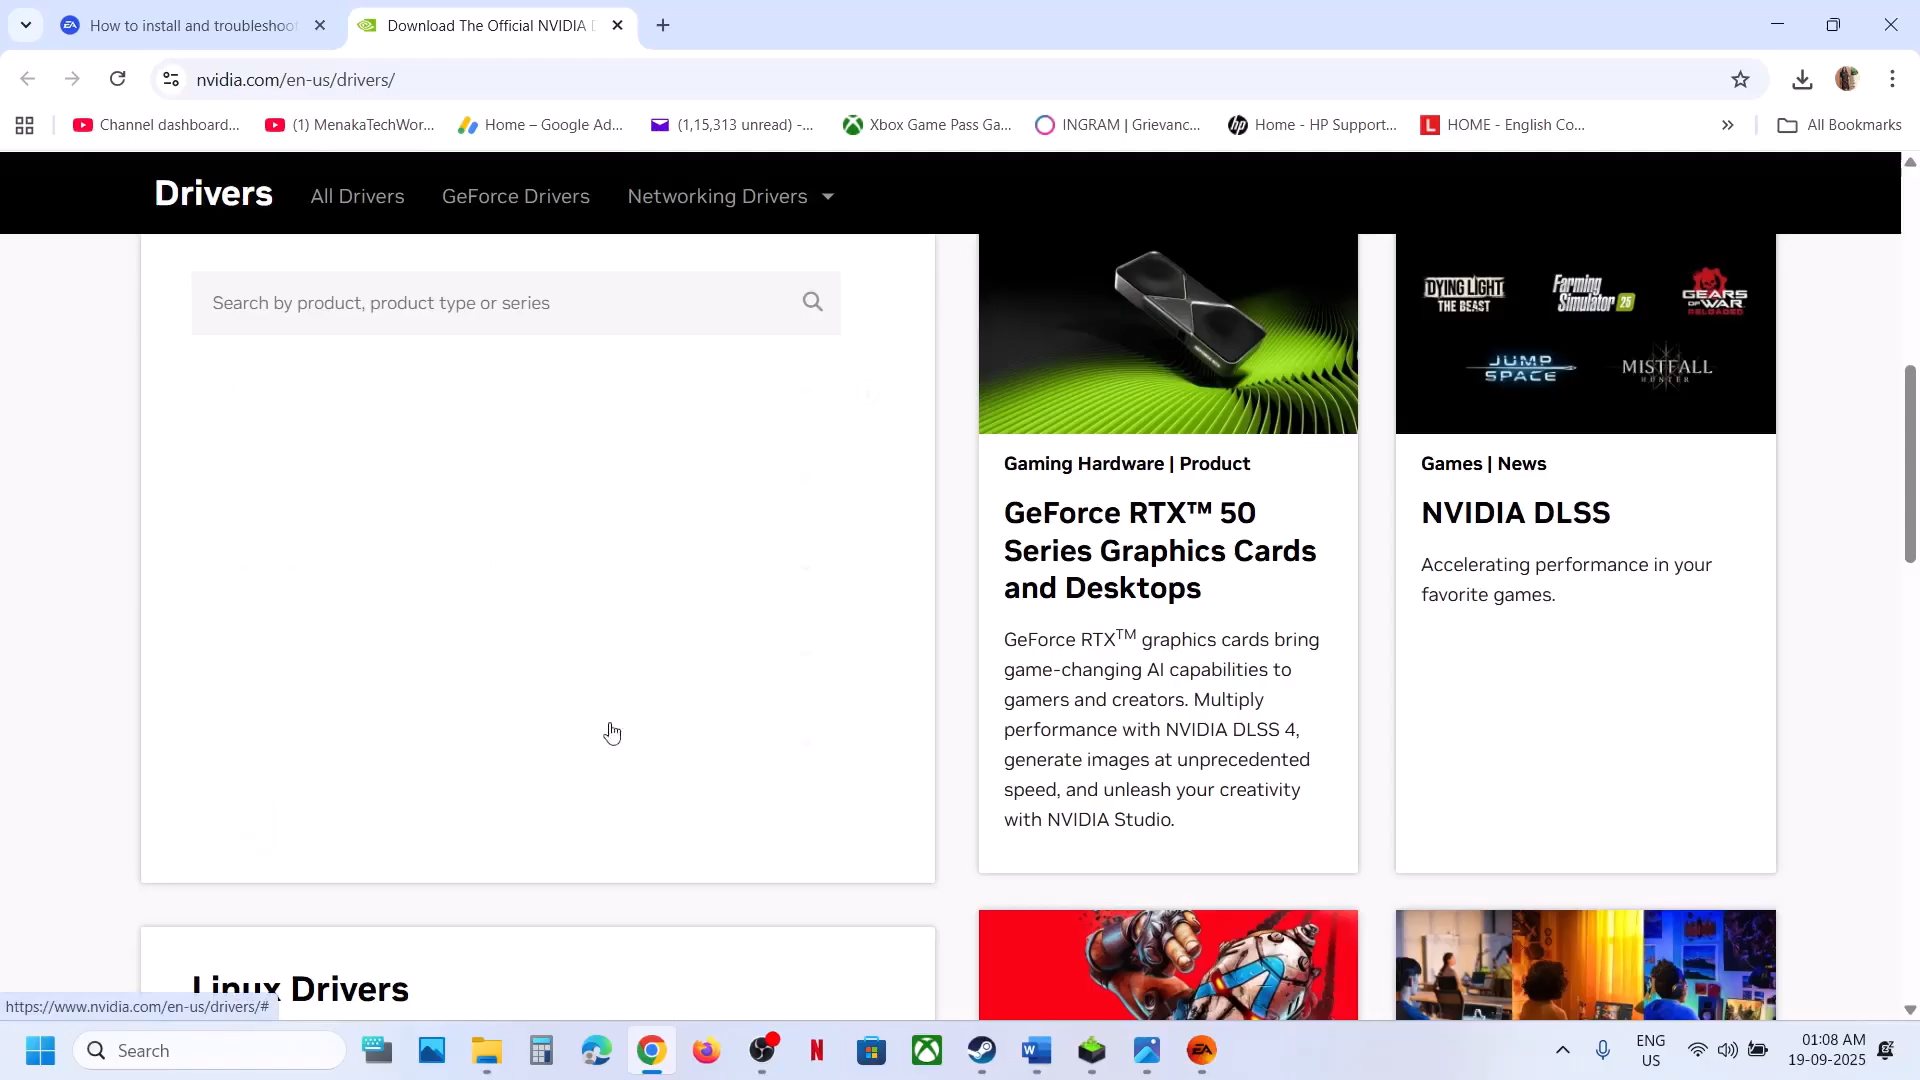 How to install and troubleshoo
Download The Official NVIDIA D
nvidia.com/en-us/drivers/
Channel dashboard...
(1) MenakaTechWor...
Home – Google Ad...
(1,15,313 unread) -...
Xbox Game Pass Ga...
INGRAM | Grievanc...
Home - HP Support...
HOME - English Co...
All Bookmarks
Drivers
All Drivers
GeForce Drivers
Networking Drivers
Search by product, product type or series
DYING LIGHT
THE BEAST
Farming
Simulator 25
GEARS
OF WAR
RELOADED
JUMP
SPACE
MISTFALL
HUNTER
Gaming Hardware | Product
GeForce RTX™ 50
Series Graphics Cards
and Desktops
GeForce RTX™ graphics cards bring
game-changing AI capabilities to
gamers and creators. Multiply
performance with NVIDIA DLSS 4,
generate images at unprecedented
speed, and unleash your creativity
with NVIDIA Studio.
Games | News
NVIDIA DLSS
Accelerating performance in your
favorite games.
Linux Drivers
https://www.nvidia.com/en-us/drivers/#
Search
ENG
US
01:08 AM
19-09-2025